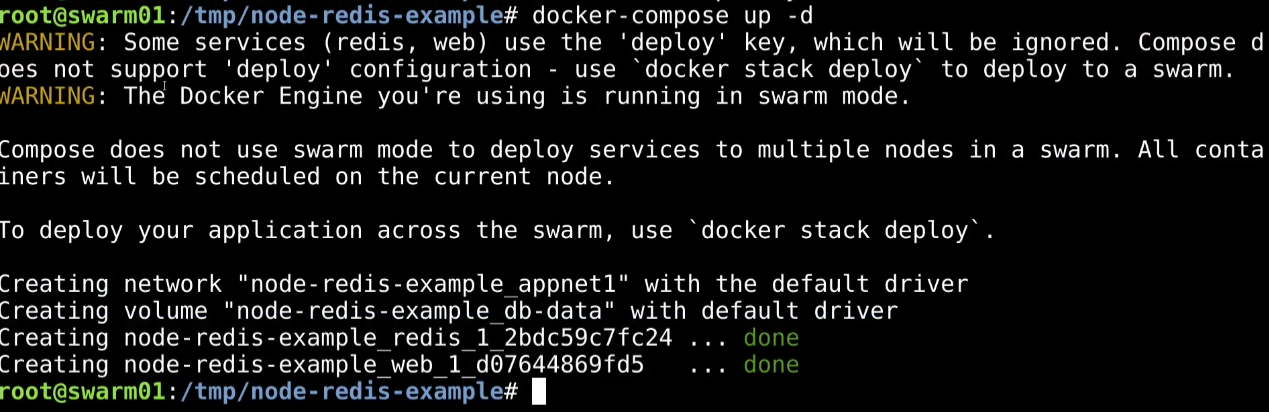 root@swarm01:/tmp/node-redis-example# docker-compose up -d
WARNING: Some services (redis, web) use the 'deploy' key, which will be ignored. Compose d
oes not support 'deploy' configuration - use `docker stack deploy` to deploy to a swarm.
WARNING: The Docker Engine you're using is running in swarm mode.
Compose does not use swarm mode to deploy services to multiple nodes in a swarm. All conta
iners will be scheduled on the current node.
To deploy your application across the swarm, use `docker stack deploy`.
Creating network "node-redis-example_appnet1" with the default driver
Creating volume "node-redis-example_db-data" with default driver
Creating node-redis-example_redis_1_2bdc59c7fc24 ... done
Creating node-redis-example_web_1_d07644869fd5   ... done
root@swarm01:/tmp/node-redis-example#